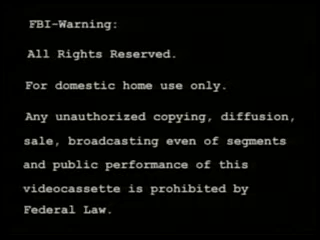 FBI-Warning:
All Rights Reserved.
For domestic home use only.
Any unauthorized copying, diffusion,
sale, broadcasting even of segments
and public performance of this
videocassette is prohibited by
Federal Law.